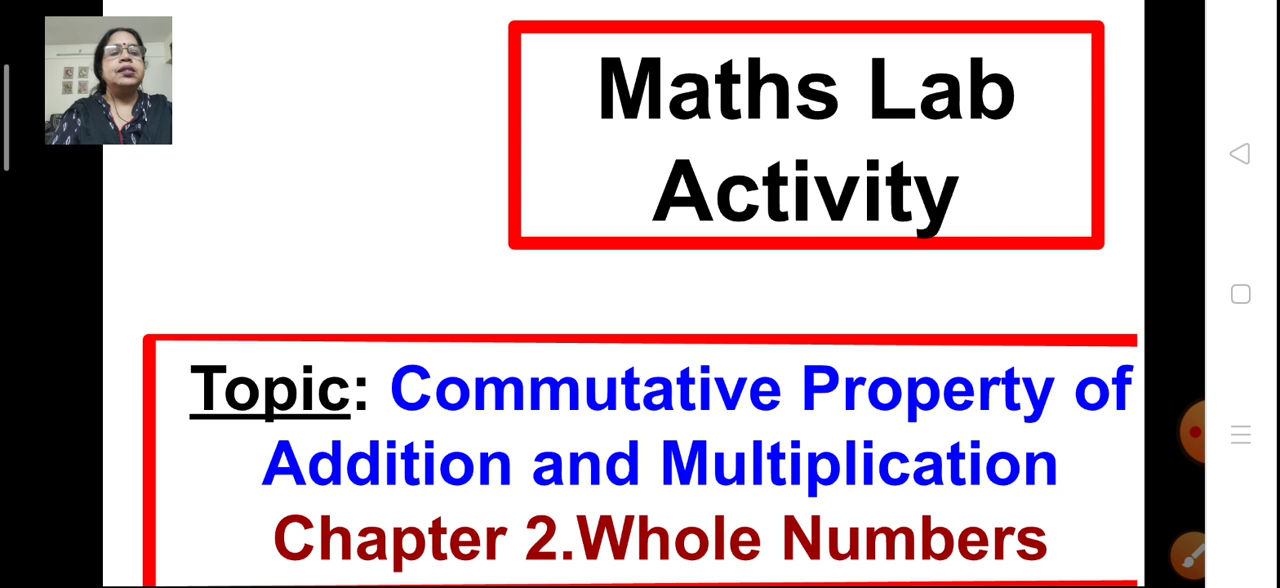 Maths Lab
Activity
Topic: Commutative Property of
Addition and Multiplication
Chapter 2.Whole Numbers